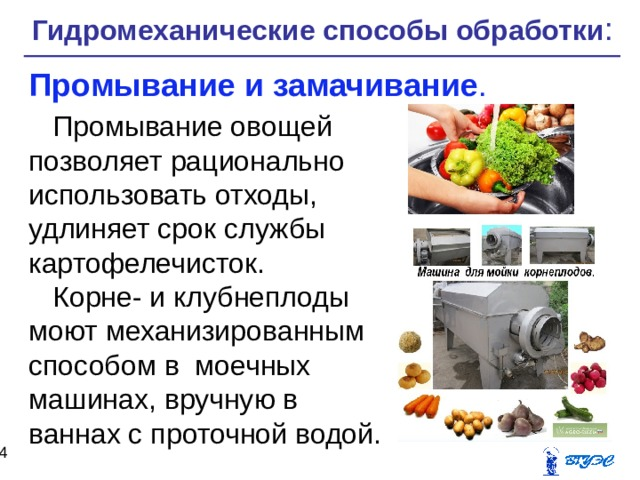 Гидромеханические способы обработки:
Промывание и замачивание.
Промывание овощей
позволяет рационально
использовать отходы,
удлиняет срок службы
картофелечисток.
Корне- и клубнеплоды
моют механизированным
способом в моечных
машинах, вручную в
ваннах с проточной водой.
Машина для мойки корнеплодов.
4
ВГУЭС